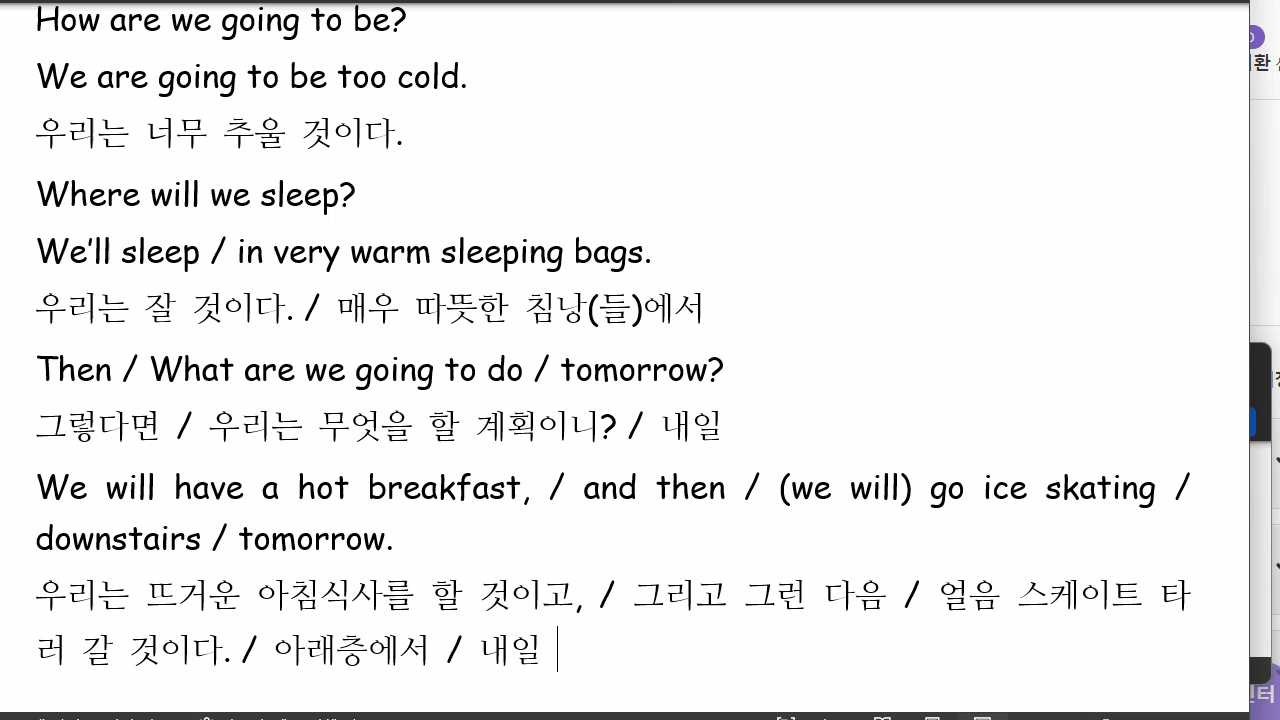 How are we going to be?
We are going to be too cold.
우리는 너무 추울 것이다.
Where will we sleep?
We'll sleep / in very warm sleeping bags.
우리는 잘 것이다. / 매우 따뜻한 침낭(들)에서
Then / What are we going to do / tomorrow?
그렇다면 / 우리는 무엇을 할 계획이니? / 내일
We will have a hot breakfast, / and then / (we will) go ice skating /
downstairs / tomorrow.
우리는 뜨거운 아침식사를 할 것이고, / 그리고 그런 다음 / 얼음 스케이트 타
러 갈 것이다. / 아래층에서 / 내일